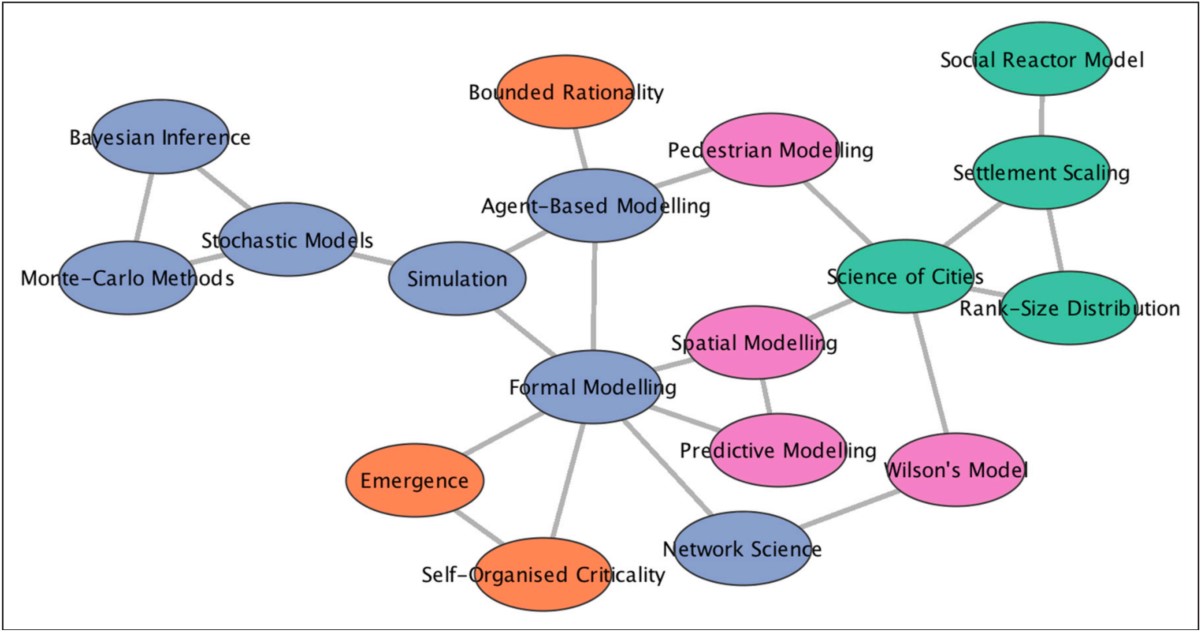 Social Reactor Model
Bounded Rationality
Bayesian Inference
Pedestrian Modelling
Settlement Scaling
Agent-Based Modelling
Stochastic Models
Monte-Carlo Methods
Simulation
Science of Cities
Rank-Size Distribution
Spatial Modelling
Formal Modelling
Predictive Modelling
Wilson's Model
Emergence
Network Science
Self-Organised Criticality